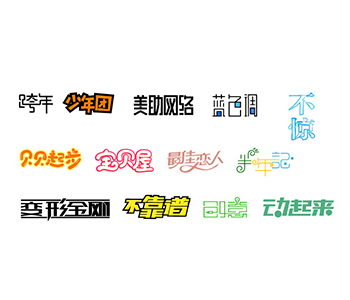 跨年 少年团 美助网络 蓝色调 不惊
贝贝起步 宝贝屋 最佳恋人 半年记
变形金刚 不靠谱 创意 动起来